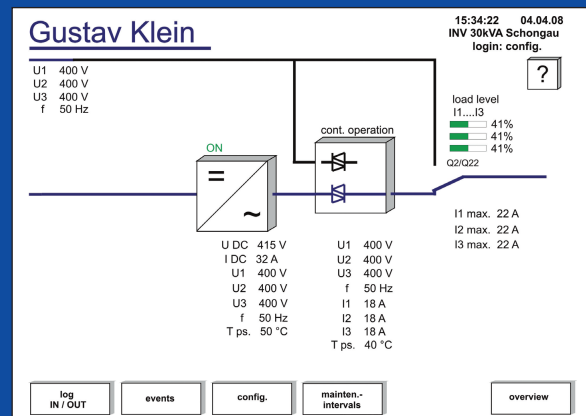 Gustav Klein
15:34:22 04.04.08
INV 30kVA Schongau
login: config.
?
U1 400 V
U2 400 V
U3 400 V
f 50 Hz
load level
I1....I3
41%
41%
41%
Q2/Q22
cont. operation
ON
=
~
I1 max. 22 A
I2 max. 22 A
I3 max. 22 A
U DC 415 V
I DC 32 A
U1 400 V
U2 400 V
U3 400 V
f 50 Hz
T ps. 50 °C
U1 400 V
U2 400 V
U3 400 V
f 50 Hz
I1 18 A
I2 18 A
I3 18 A
T ps. 40 °C
log
IN / OUT
events
config.
mainten.-
intervals
overview